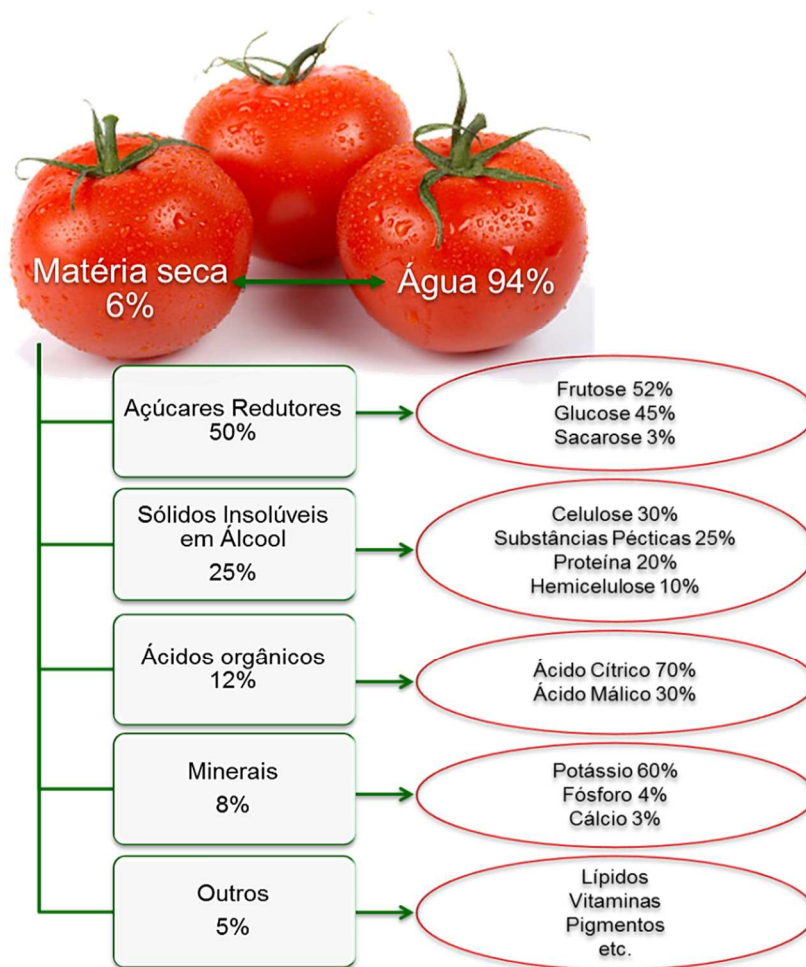 Matéria seca
6%
Água 94%
Açúcares Redutores
50%
Frutose 52%
Glucose 45%
Sacarose 3%
Sólidos Insolúveis
em Álcool
25%
Celulose 30%
Substâncias Pécticas 25%
Proteína 20%
Hemicelulose 10%
Ácidos orgânicos
12%
Ácido Cítrico 70%
Ácido Málico 30%
Minerais
8%
Potássio 60%
Fósforo 4%
Cálcio 3%
Outros
5%
Lípidos
Vitaminas
Pigmentos
etc.